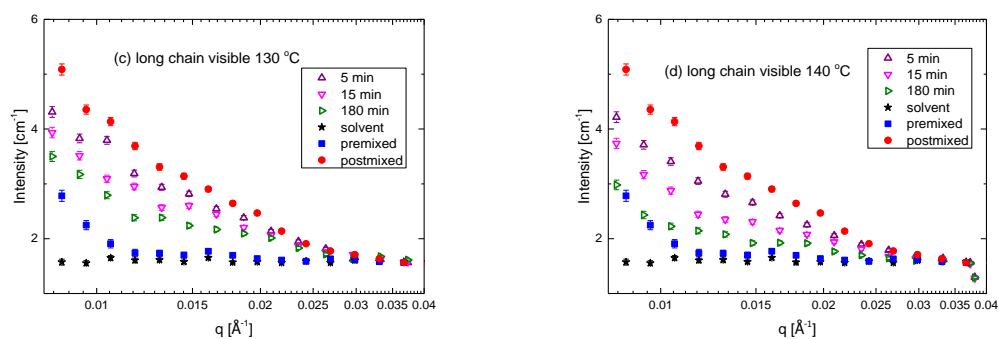 6
4
2
Intensity [cm⁻¹]
(c) long chain visible 130 °C
5 min
15 min
180 min
solvent
premixed
postmixed
0.01 0.015 0.02 0.025 0.03 0.035 0.04
q [Å⁻¹]
6
4
2
Intensity [cm⁻¹]
(d) long chain visible 140 °C
5 min
15 min
180 min
solvent
premixed
postmixed
0.01 0.015 0.02 0.025 0.03 0.035 0.04
q [Å⁻¹]